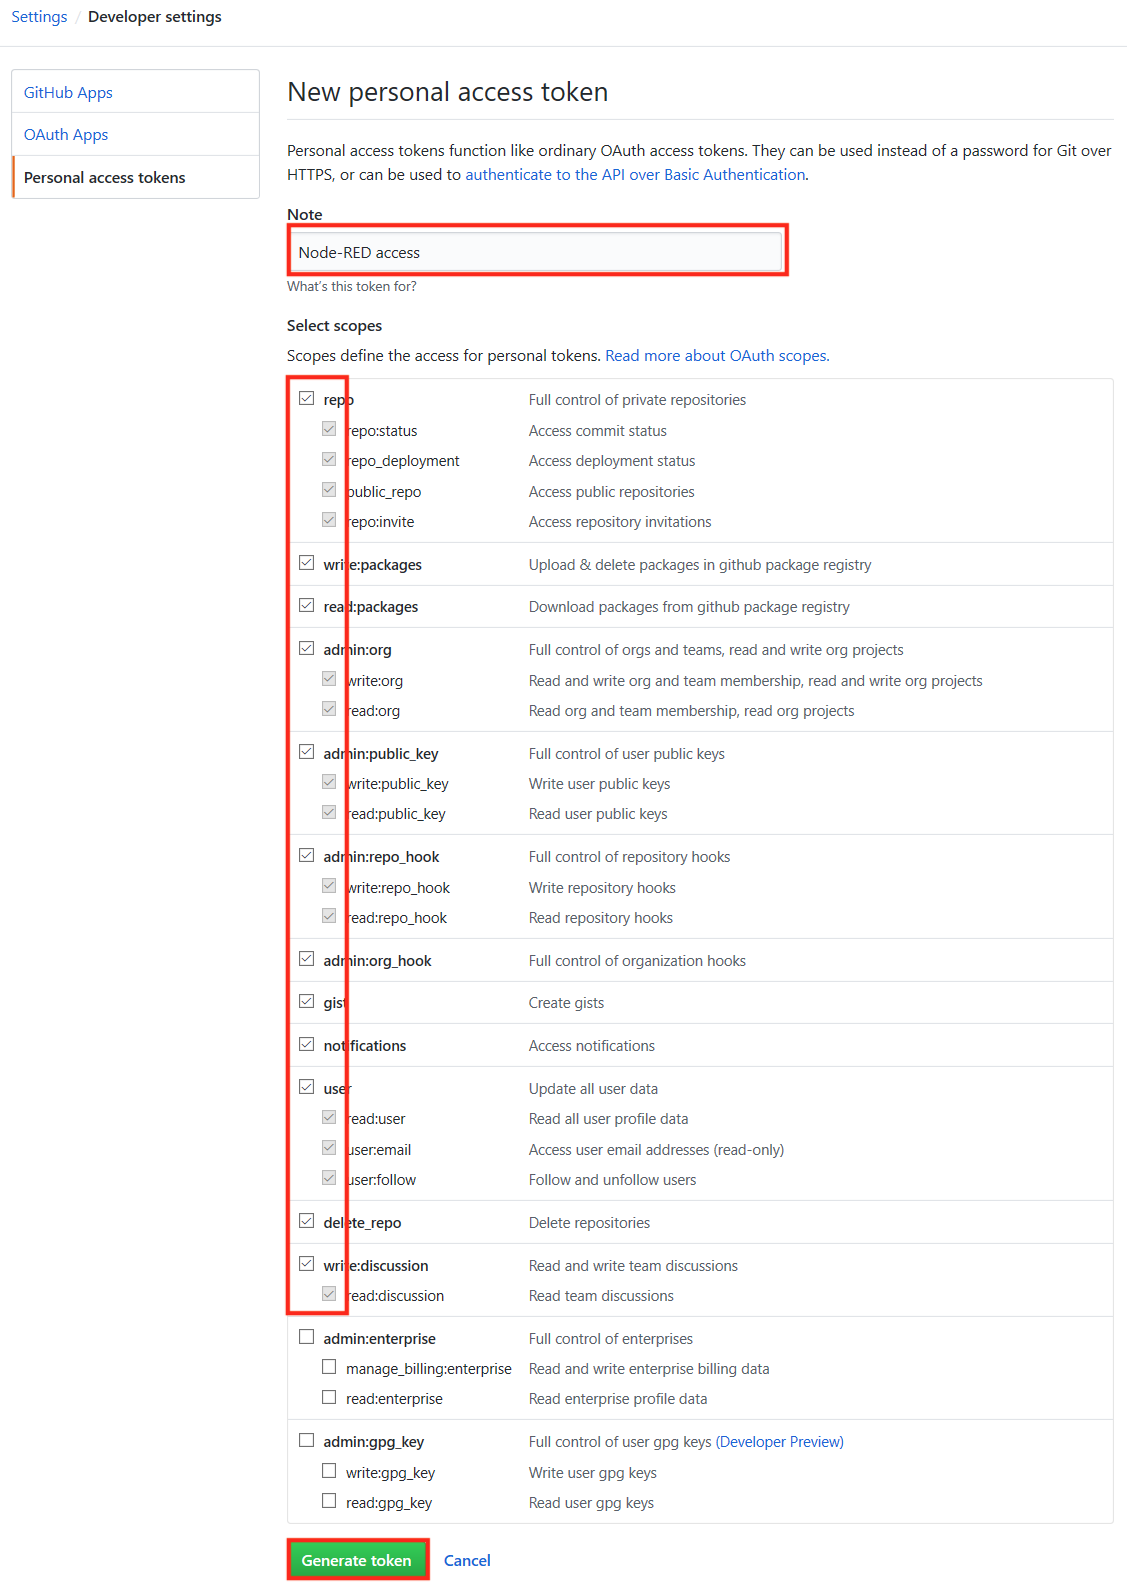 Settings / Developer settings
GitHub Apps
OAuth Apps
Personal access tokens
New personal access token
Personal access tokens function like ordinary OAuth access tokens. They can be used instead of a password for Git over
HTTPS, or can be used to authenticate to the API over Basic Authentication.
Note
Node-RED access
What's this token for?
Select scopes
Scopes define the access for personal tokens. Read more about OAuth scopes.
repo Full control of private repositories
repo:status Access commit status
repo_deployment Access deployment status
public_repo Access public repositories
repo:invite Access repository invitations
write:packages Upload & delete packages in github package registry
read:packages Download packages from github package registry
admin:org Full control of orgs and teams, read and write org projects
write:org Read and write org and team membership, read and write org projects
read:org Read org and team membership, read org projects
admin:public_key Full control of user public keys
write:public_key Write user public keys
read:public_key Read user public keys
admin:repo_hook Full control of repository hooks
write:repo_hook Write repository hooks
read:repo_hook Read repository hooks
admin:org_hook Full control of organization hooks
gist Create gists
notifications Access notifications
user Update all user data
read:user Read all user profile data
user:email Access user email addresses (read-only)
user:follow Follow and unfollow users
delete_repo Delete repositories
write:discussion Read and write team discussions
read:discussion Read team discussions
admin:enterprise Full control of enterprises
manage_billing:enterprise Read and write enterprise billing data
read:enterprise Read enterprise profile data
admin:gpg_key Full control of user gpg keys (Developer Preview)
write:gpg_key Write user gpg keys
read:gpg_key Read user gpg keys
Generate token Cancel